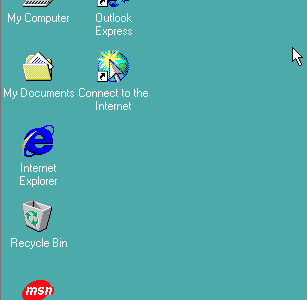 My Computer
Outlook
Express
My Documents
Connect to the
Internet
Internet
Explorer
Recycle Bin
msn